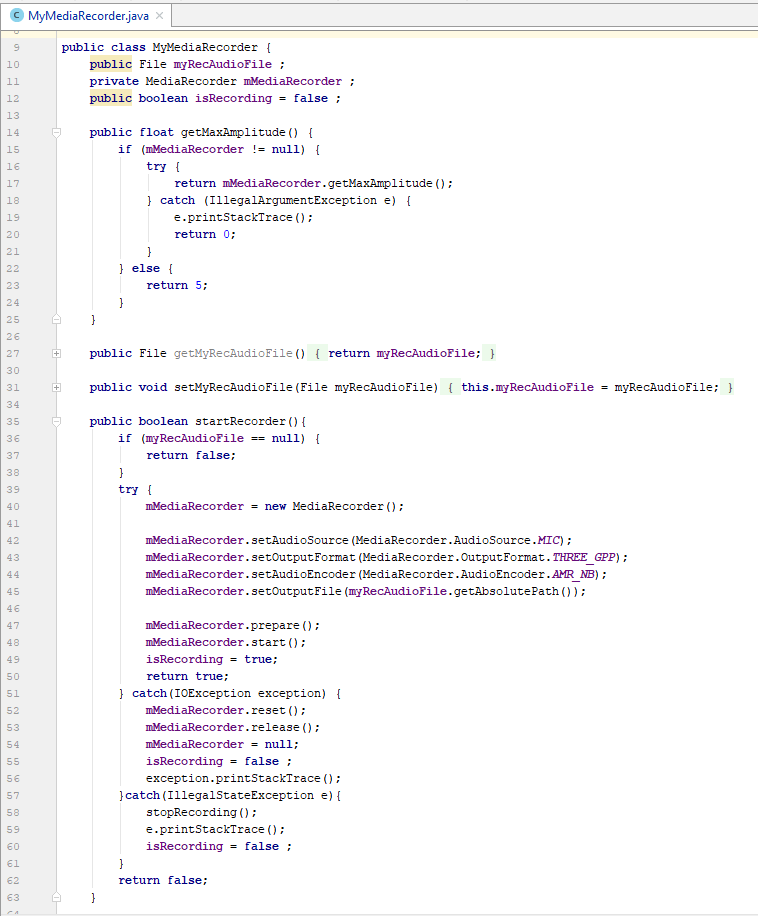 MyMediaRecorder.java
8
9 public class MyMediaRecorder {
10 public File myRecAudioFile ;
11 private MediaRecorder mMediaRecorder ;
12 public boolean isRecording = false ;
13
14 public float getMaxAmplitude() {
15 if (mMediaRecorder != null) {
16 try {
17 return mMediaRecorder.getMaxAmplitude();
18 } catch (IllegalArgumentException e) {
19 e.printStackTrace();
20 return 0;
21 }
22 } else {
23 return 5;
24 }
25 }
26
27 public File getMyRecAudioFile() { return myRecAudioFile; }
30
31 public void setMyRecAudioFile(File myRecAudioFile) { this.myRecAudioFile = myRecAudioFile; }
34
35 public boolean startRecorder(){
36 if (myRecAudioFile == null) {
37 return false;
38 }
39 try {
40 mMediaRecorder = new MediaRecorder();
41
42 mMediaRecorder.setAudioSource(MediaRecorder.AudioSource.MIC);
43 mMediaRecorder.setOutputFormat(MediaRecorder.OutputFormat.THREE_GPP);
44 mMediaRecorder.setAudioEncoder(MediaRecorder.AudioEncoder.AMR_NB);
45 mMediaRecorder.setOutputFile(myRecAudioFile.getAbsolutePath());
46
47 mMediaRecorder.prepare();
48 mMediaRecorder.start();
49 isRecording = true;
50 return true;
51 } catch(IOException exception) {
52 mMediaRecorder.reset();
53 mMediaRecorder.release();
54 mMediaRecorder = null;
55 isRecording = false ;
56 exception.printStackTrace();
57 }catch(IllegalStateException e){
58 stopRecording();
59 e.printStackTrace();
60 isRecording = false ;
61 }
62 return false;
63 }
64